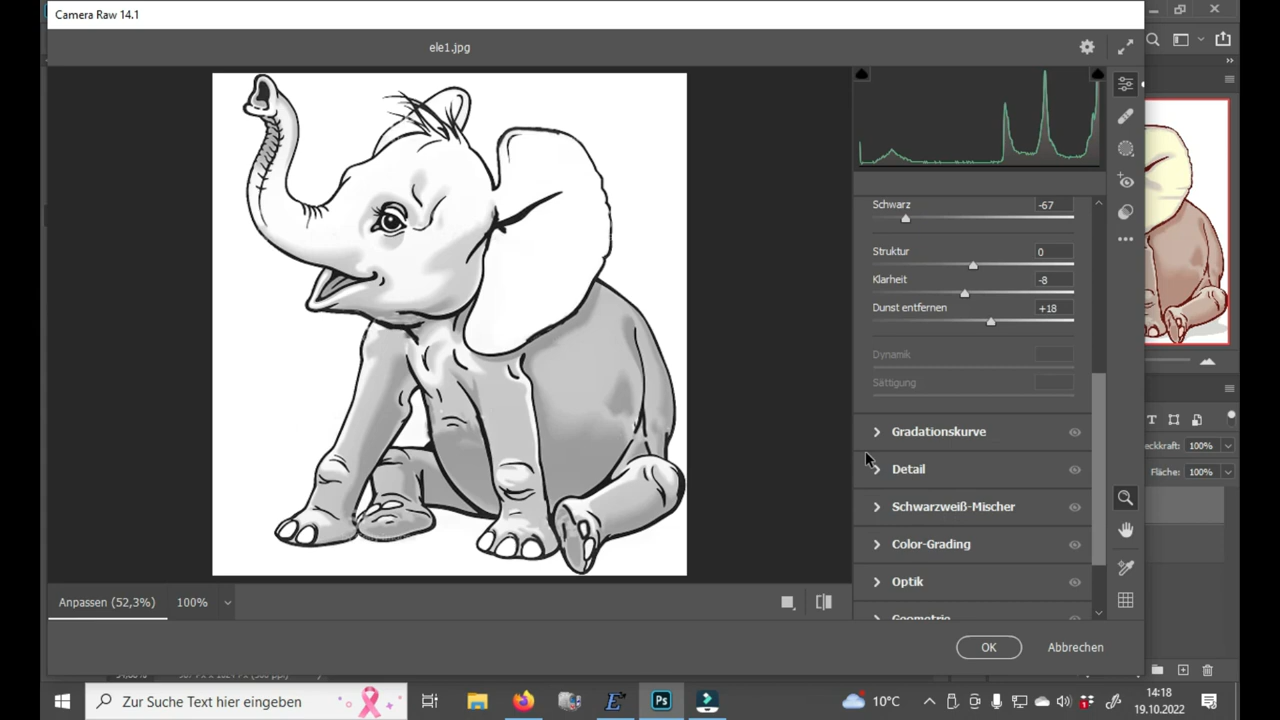 Camera Raw 14.1
ele1.jpg
Schwarz -67
Struktur 0
Klarheit -8
Dunst entfernen +18
Dynamik
Sättigung
Gradationskurve
Detail
Schwarzweiß-Mischer
Color-Grading
Optik
Geometrie
eckkraft: 100%
Fläche: 100%
Anpassen (52,3%) 100%
OK Abbrechen
Zur Suche Text hier eingeben
Ps
10°C
14:18
19.10.2022